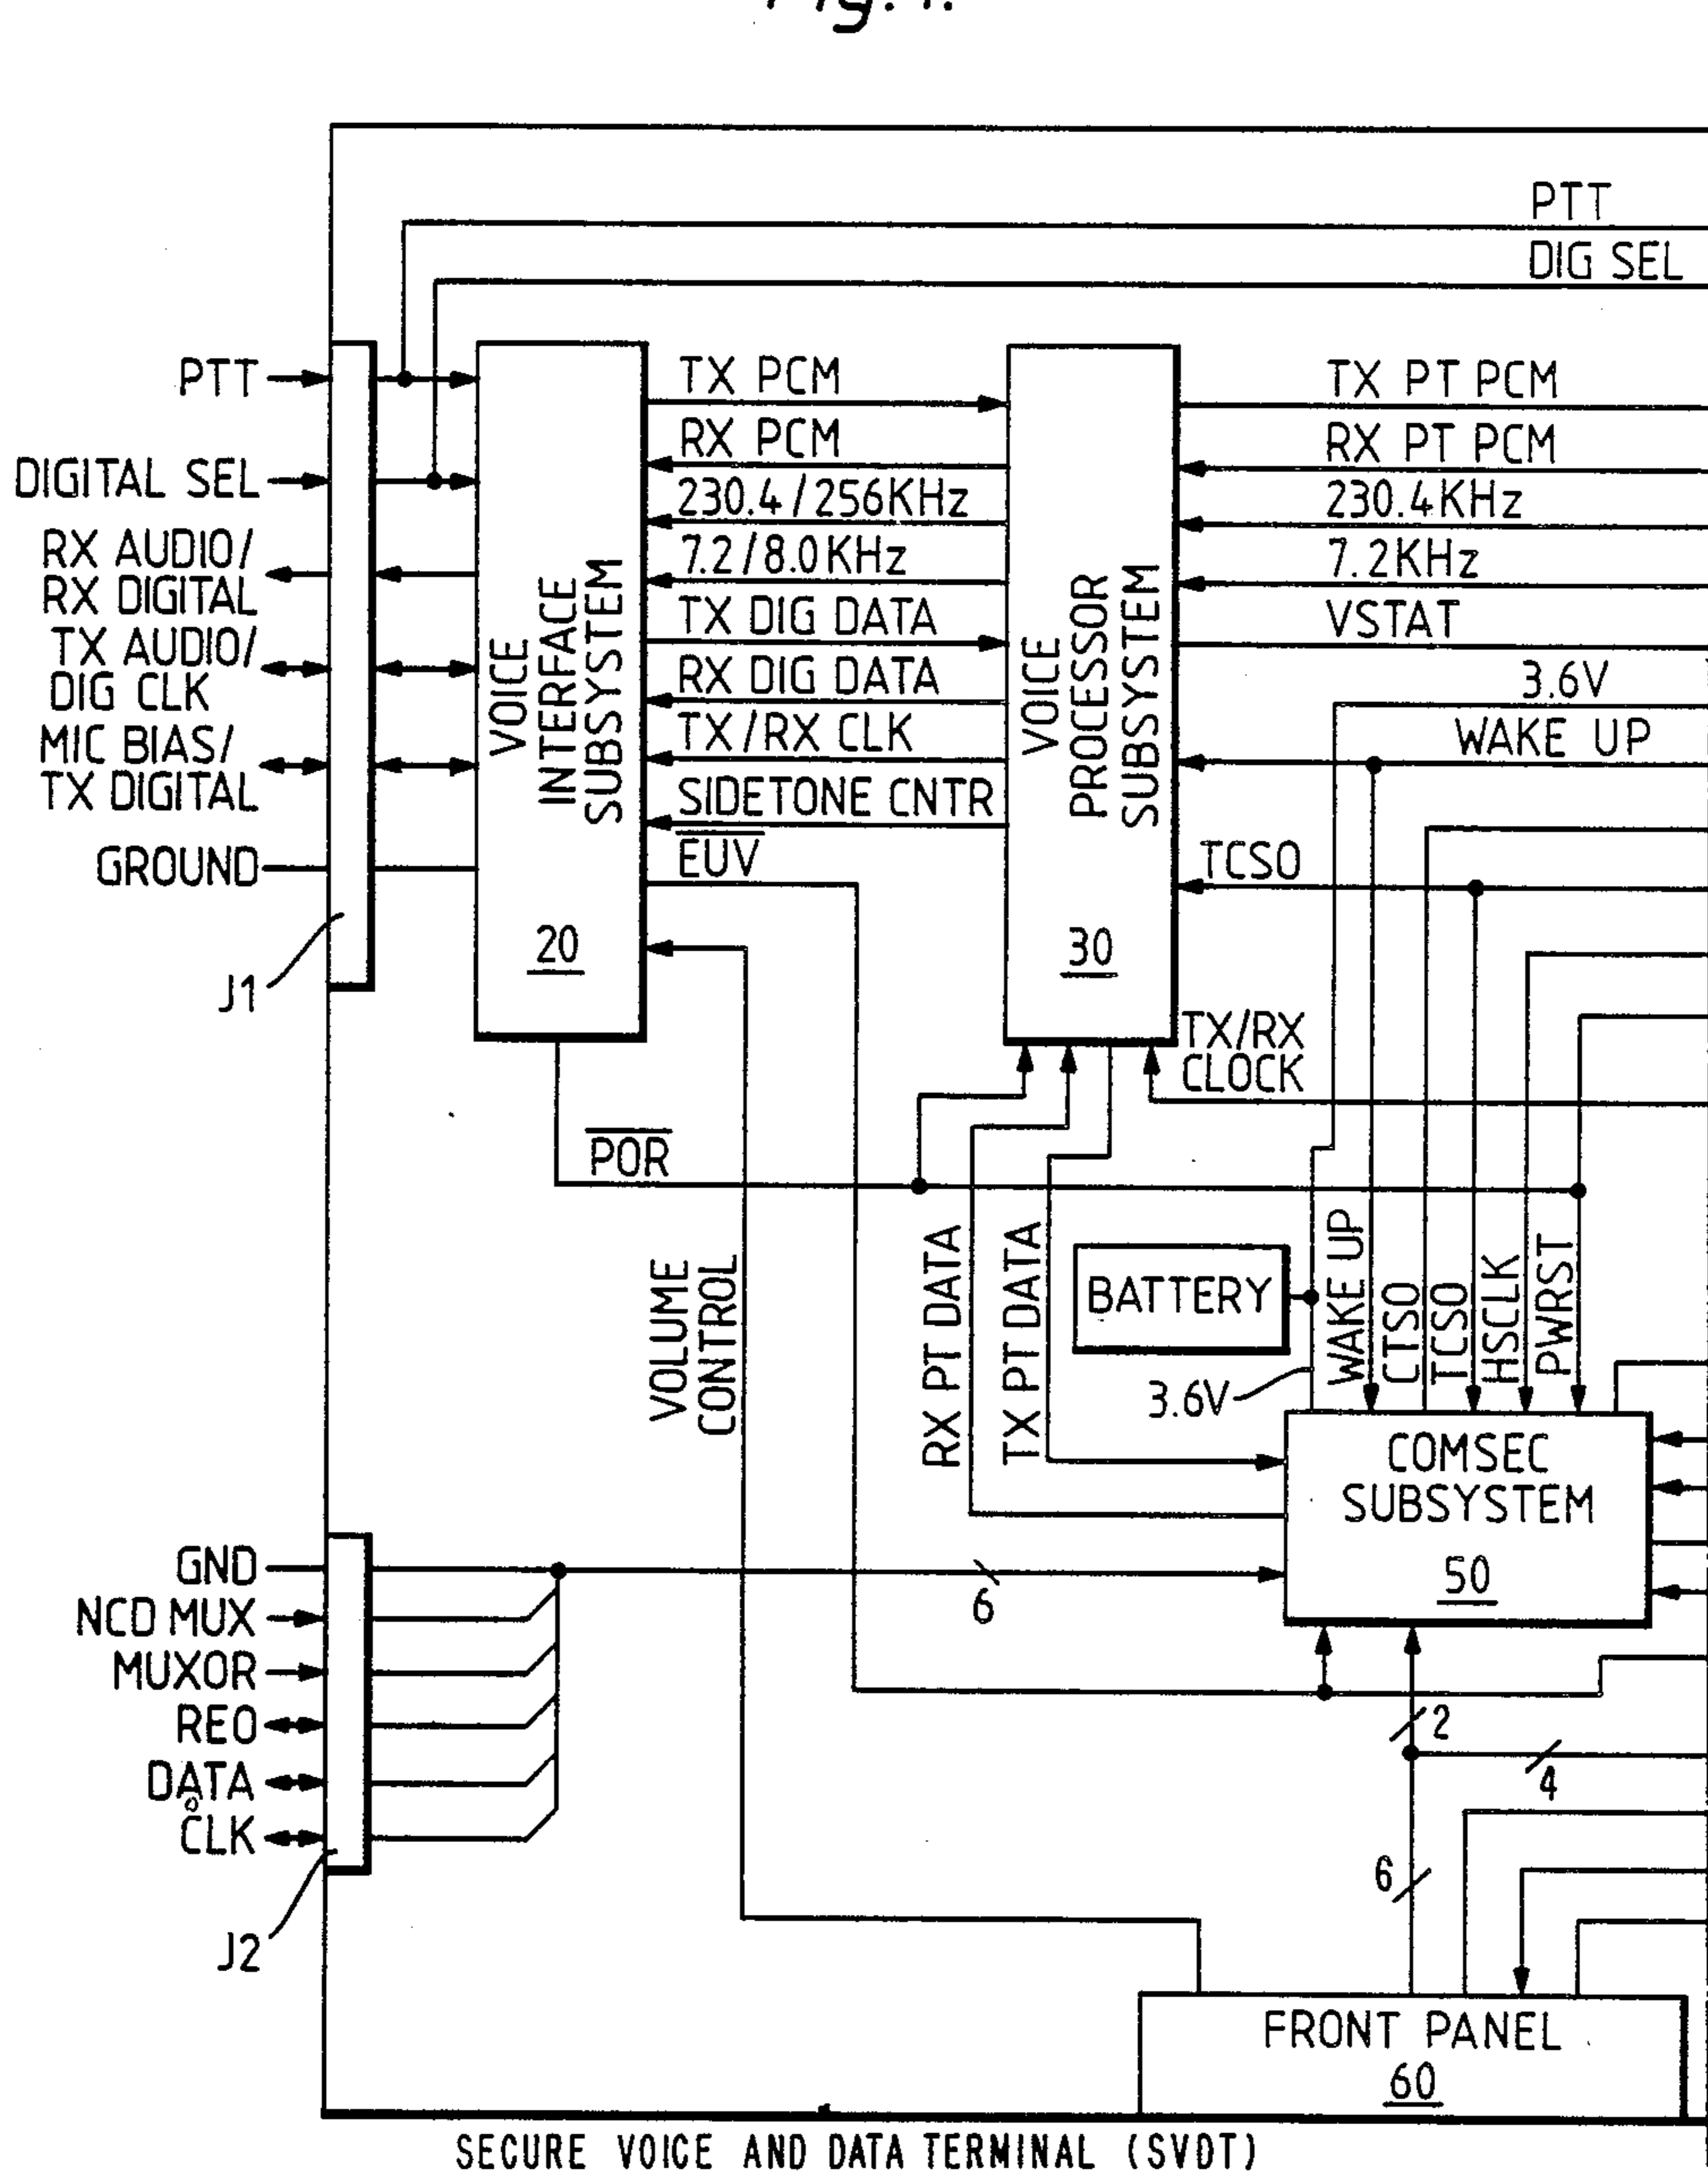 Fig. 1.
PTT
DIG SEL
PTT
DIGITAL SEL
RX AUDIO/
RX DIGITAL
TX AUDIO/
DIG CLK
MIC BIAS/
TX DIGITAL
GROUND
J1
VOICE
INTERFACE
SUBSYSTEM
20
TX PCM
RX PCM
230.4/256KHz
7.2/8.0KHz
TX DIG DATA
RX DIG DATA
TX/RX CLK
SIDETONE CNTR
EUV
VOICE
PROCESSOR
SUBSYSTEM
30
TX PT PCM
RX PT PCM
230.4KHz
7.2KHz
VSTAT
3.6V
WAKE UP
TCSO
TX/RX
CLOCK
POR
VOLUME
CONTROL
RX PT DATA
TX PT DATA
BATTERY
3.6V
WAKE UP
CTSO
TCSO
HSCLK
PWRST
COMSEC
SUBSYSTEM
50
GND
NCD MUX
MUXOR
REO
DATA
CLK
J2
6
2
4
6
FRONT PANEL
60
SECURE VOICE AND DATA TERMINAL (SVDT)